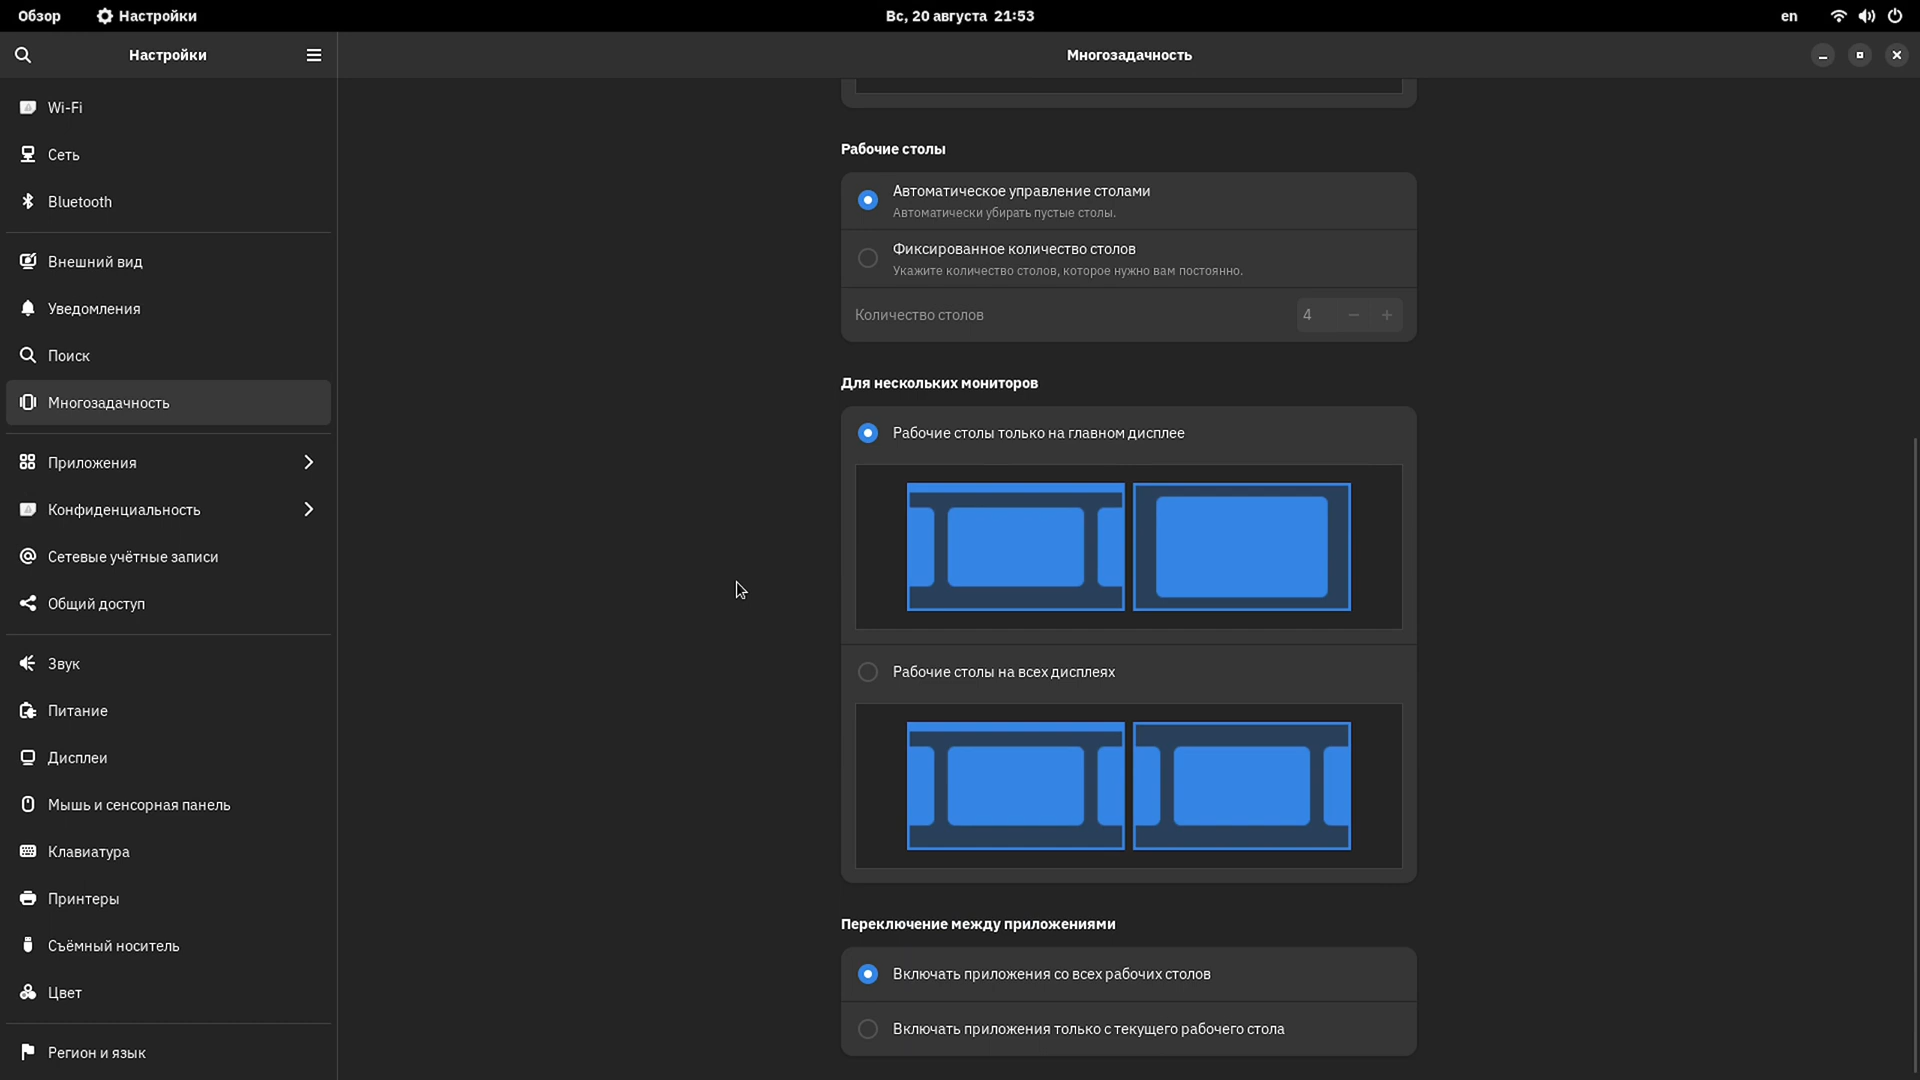 Обзор
Настройки
Вс, 20 августа 21:53
en
Настройки
Многозадачность
Wi-Fi
Сеть
Bluetooth
Внешний вид
Уведомления
Поиск
Многозадачность
Приложения
Конфиденциальность
Сетевые учётные записи
Общий доступ
Звук
Питание
Дисплеи
Мышь и сенсорная панель
Клавиатура
Принтеры
Съёмный носитель
Цвет
Регион и язык
Рабочие столы
Автоматическое управление столами
Автоматически убирать пустые столы.
Фиксированное количество столов
Укажите количество столов, которое нужно вам постоянно.
Количество столов 4 − +
Для нескольких мониторов
Рабочие столы только на главном дисплее
Рабочие столы на всех дисплеях
Переключение между приложениями
Включать приложения со всех рабочих столов
Включать приложения только с текущего рабочего стола